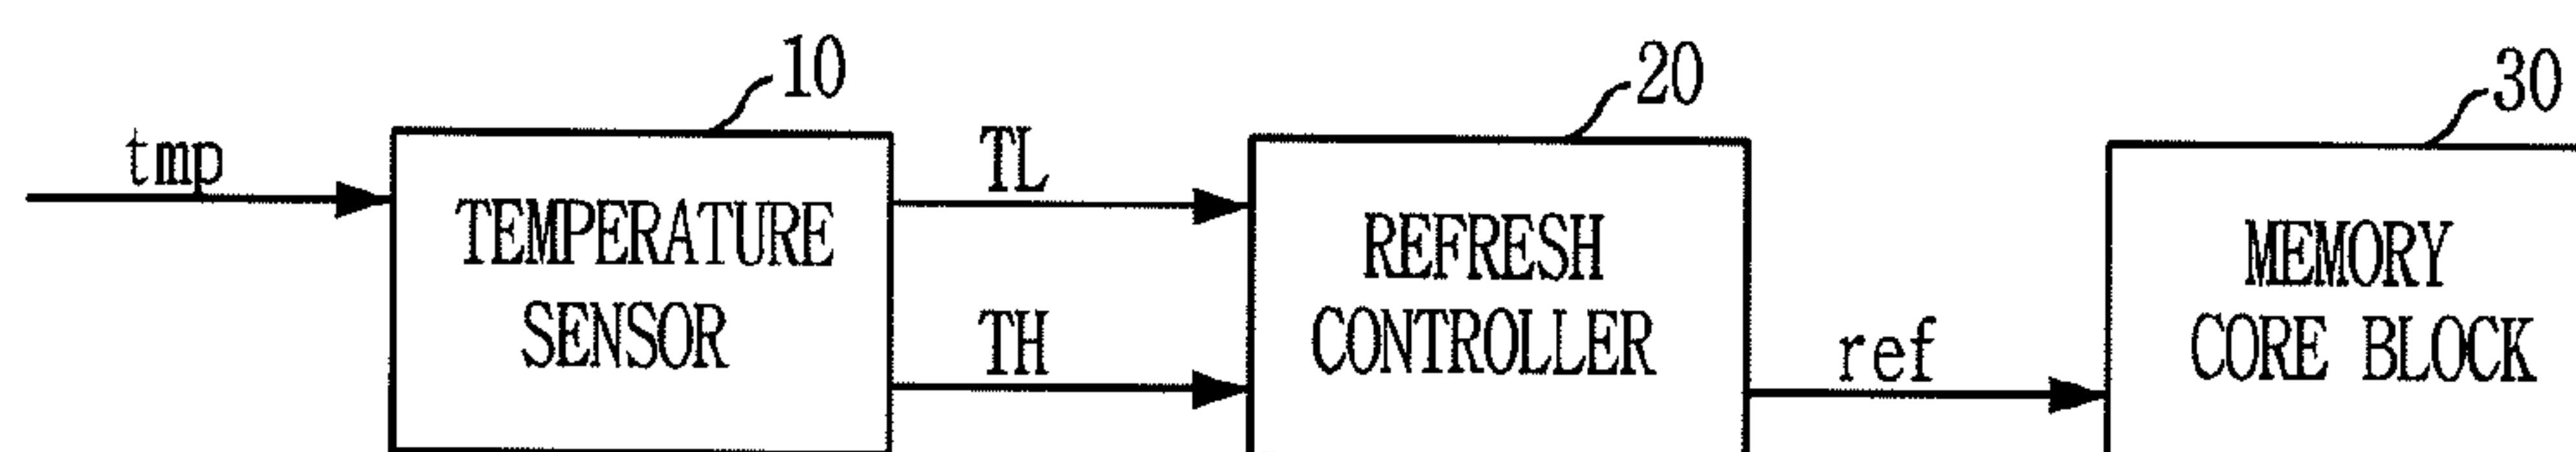 10
20
30
tmp
TL
TEMPERATURE
SENSOR
TH
REFRESH
CONTROLLER
ref
MEMORY
CORE BLOCK